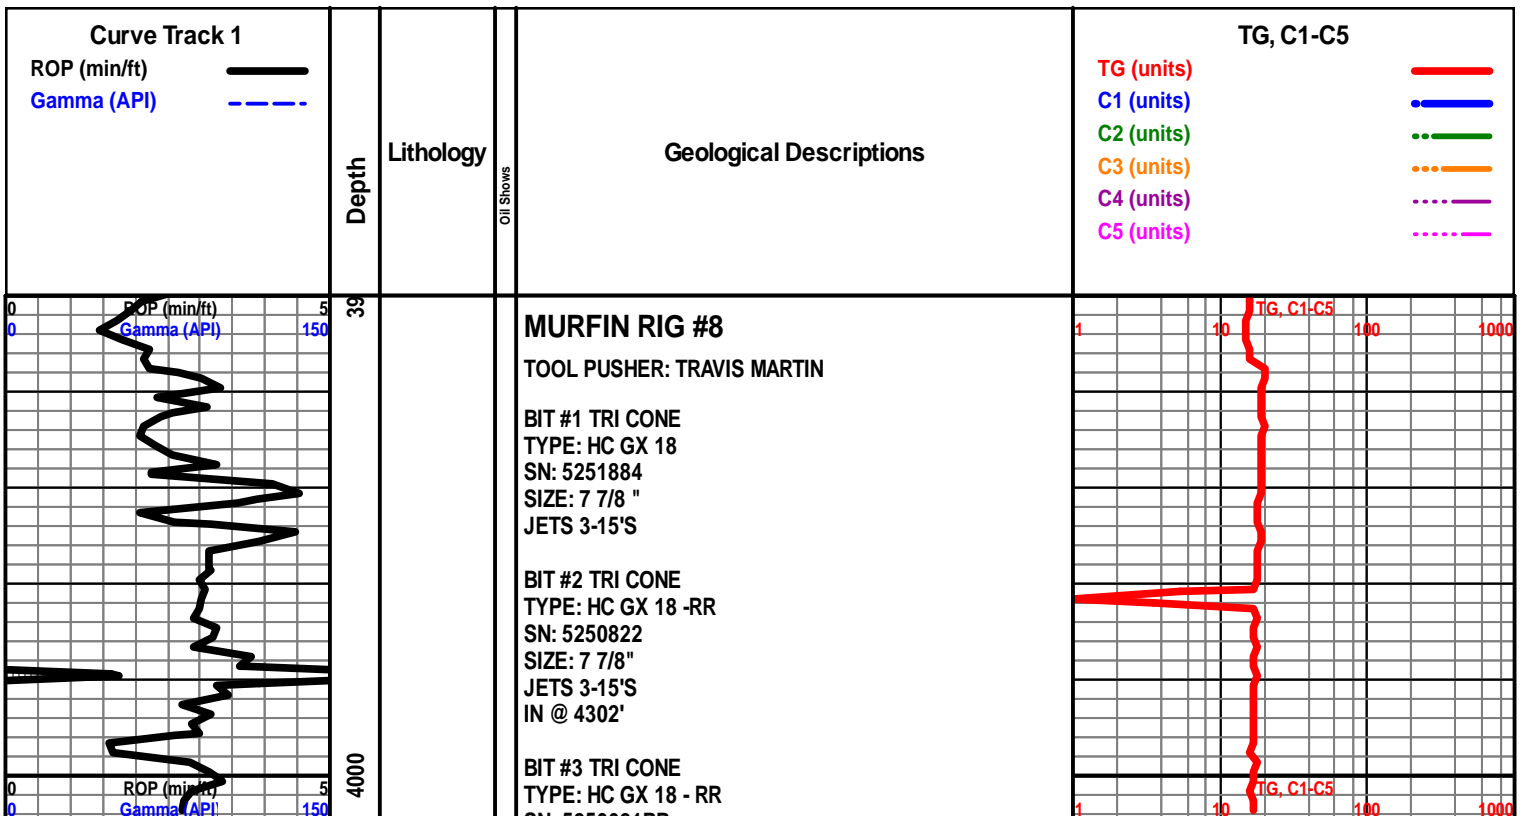 Curve Track 1
ROP (min/ft)
Gamma (API)
Depth
Lithology
Oil Shows
Geological Descriptions
TG, C1-C5
TG (units)
C1 (units)
C2 (units)
C3 (units)
C4 (units)
C5 (units)
0 ROP (min/ft) 5
0 Gamma (API) 150
39
TG, C1-C5
1 10 100 1000
MURFIN RIG #8
TOOL PUSHER: TRAVIS MARTIN
BIT #1 TRI CONE
TYPE: HC GX 18
SN: 5251884
SIZE: 7 7/8 "
JETS 3-15'S
BIT #2 TRI CONE
TYPE: HC GX 18 -RR
SN: 5250822
SIZE: 7 7/8"
JETS 3-15'S
IN @ 4302'
BIT #3 TRI CONE
TYPE: HC GX 18 - RR
4000
0 ROP (min/ft) 5
0 Gamma (API) 150
TG, C1-C5
1 10 100 1000